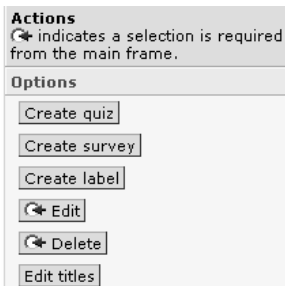 Actions
indicates a selection is required
from the main frame.
Options
Create quiz
Create survey
Create label
Edit
Delete
Edit titles